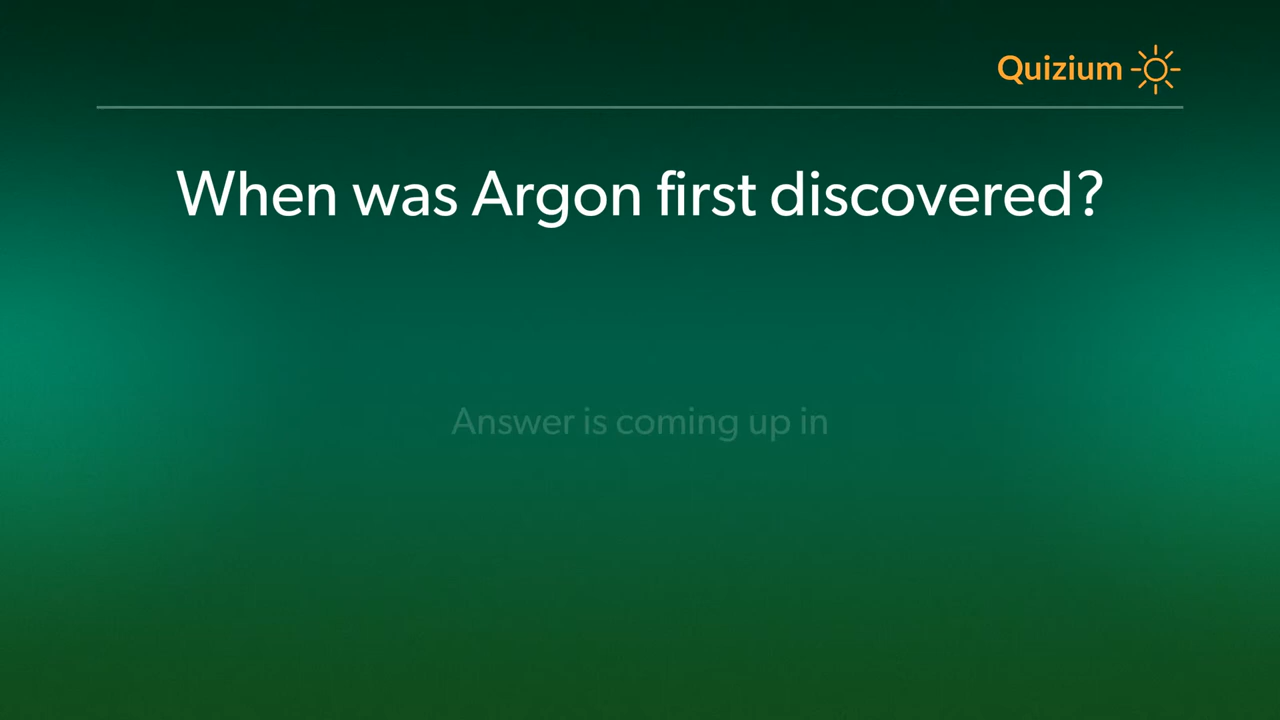 Quizium
When was Argon first discovered?
Answer is coming up in